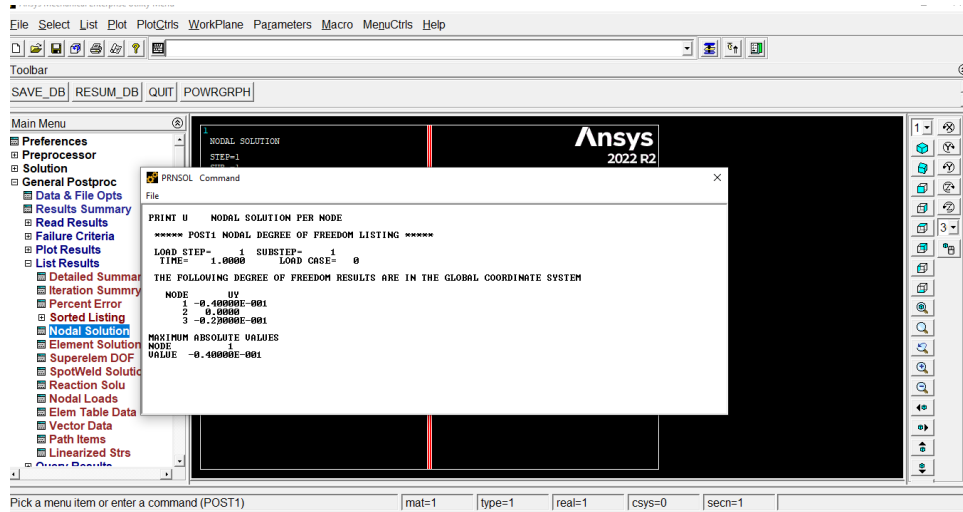 File Select List Plot PlotCtrls WorkPlane Parameters Macro MenuCtrls Help
Toolbar
SAVE_DB RESUM_DB QUIT POWRGRPH
Main Menu
Preferences
Preprocessor
Solution
General Postproc
Data & File Opts
Results Summary
Read Results
Failure Criteria
Plot Results
List Results
Detailed Summar
Iteration Summry
Percent Error
Sorted Listing
Nodal Solution
Element Solution
Superelem DOF
SpotWeld Solutio
Reaction Solu
Nodal Loads
Elem Table Data
Vector Data
Path Items
Linearized Strs
Query Results
1
NODAL SOLUTION
STEP=1
Ansys
2022 R2
PRNSOL Command
File
PRINT U NODAL SOLUTION PER NODE
***** POST1 NODAL DEGREE OF FREEDOM LISTING *****
LOAD STEP= 1 SUBSTEP= 1
TIME= 1.0000 LOAD CASE= 0
THE FOLLOWING DEGREE OF FREEDOM RESULTS ARE IN THE GLOBAL COORDINATE SYSTEM
NODE UY
1 -0.40000E-001
2 0.0000
3 -0.20000E-001
MAXIMUM ABSOLUTE VALUES
NODE 1
VALUE -0.40000E-001
1
3
Pick a menu item or enter a command (POST1) mat=1 type=1 real=1 csys=0 secn=1